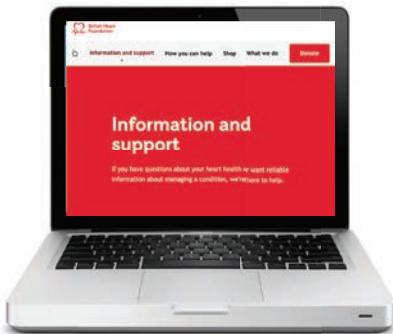 British Heart
Foundation
Information and support How you can help Shop What we do Donate
Information and
support
If you have questions about your heart health or want reliable
information about managing a condition, we're here to help.